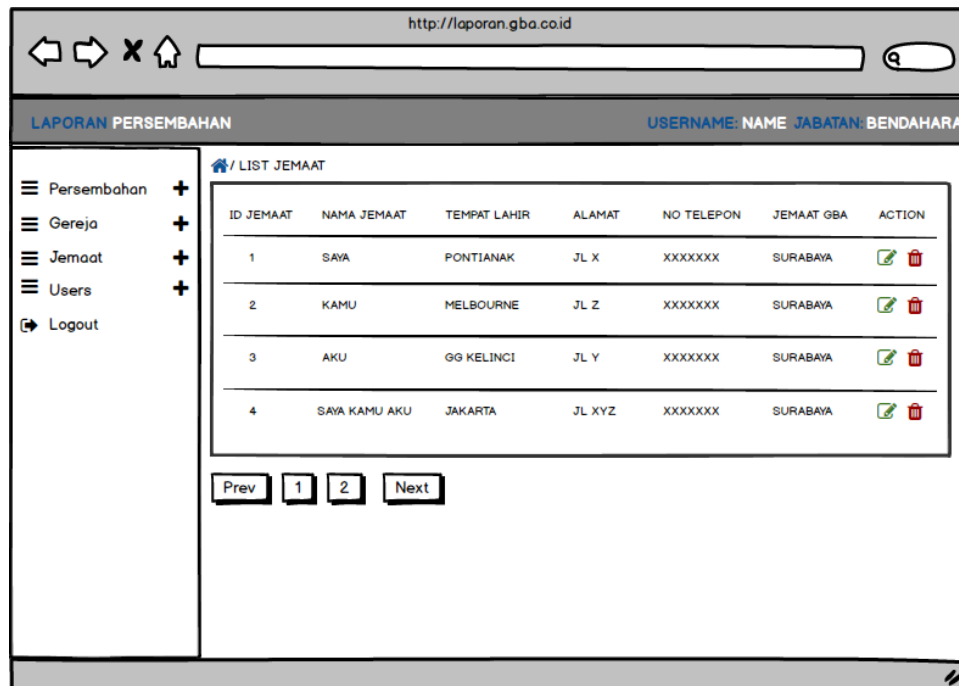 http://laporan.gba.co.id
LAPORAN PERSEMBAHAN USERNAME: NAME JABATAN: BENDAHARA
/ LIST JEMAAT
Persembahan
Gereja
Jemaat
Users
Logout
ID JEMAAT NAMA JEMAAT TEMPAT LAHIR ALAMAT NO TELEPON JEMAAT GBA ACTION
1 SAYA PONTIANAK JL X XXXXXXX SURABAYA
2 KAMU MELBOURNE JL Z XXXXXXX SURABAYA
3 AKU GG KELINCI JL Y XXXXXXX SURABAYA
4 SAYA KAMU AKU JAKARTA JL XYZ XXXXXXX SURABAYA
Prev 1 2 Next